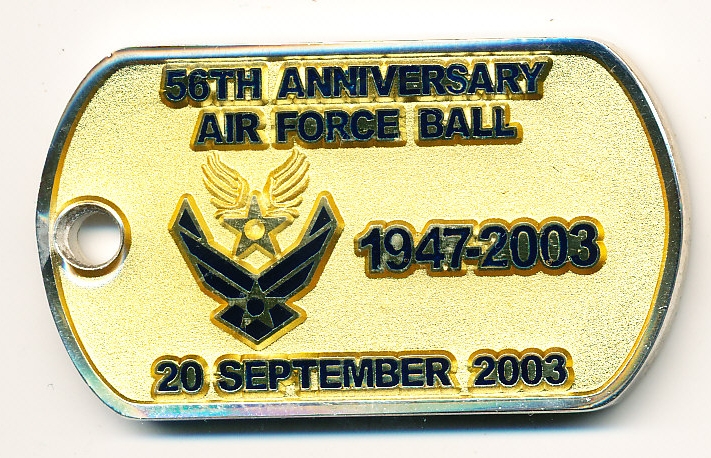 56TH ANNIVERSARY
AIR FORCE BALL
1947-2003
20 SEPTEMBER 2003